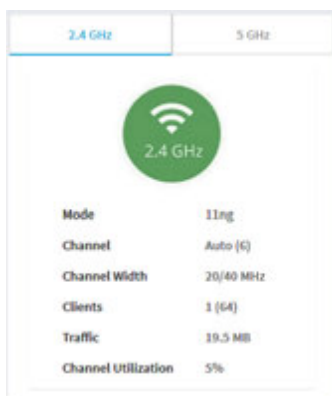 2.4 GHz 5 GHz
2.4 GHz
Mode 11ng
Channel Auto (6)
Channel Width 20/40 MHz
Clients 1 (64)
Traffic 19.5 MB
Channel Utilization 5%